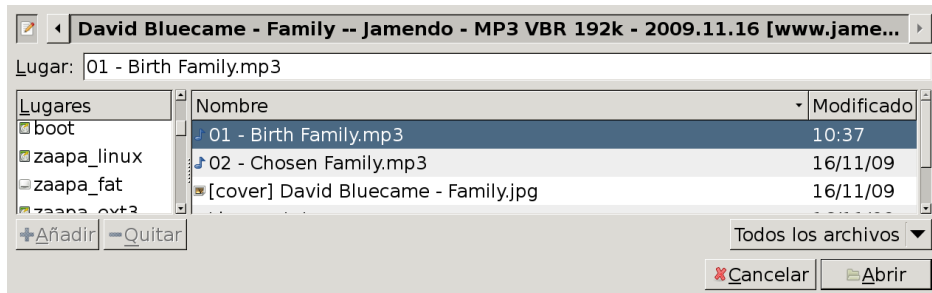 David Bluecame - Family -- Jamendo - MP3 VBR 192k - 2009.11.16 [www.jame...
Lugar: 01 - Birth Family.mp3
Lugares Nombre Modificado
boot 01 - Birth Family.mp3 10:37
zaapa_linux 02 - Chosen Family.mp3 16/11/09
zaapa_fat [cover] David Bluecame - Family.jpg 16/11/09
zaapa_ext3
Añadir Quitar Todos los archivos
Cancelar Abrir